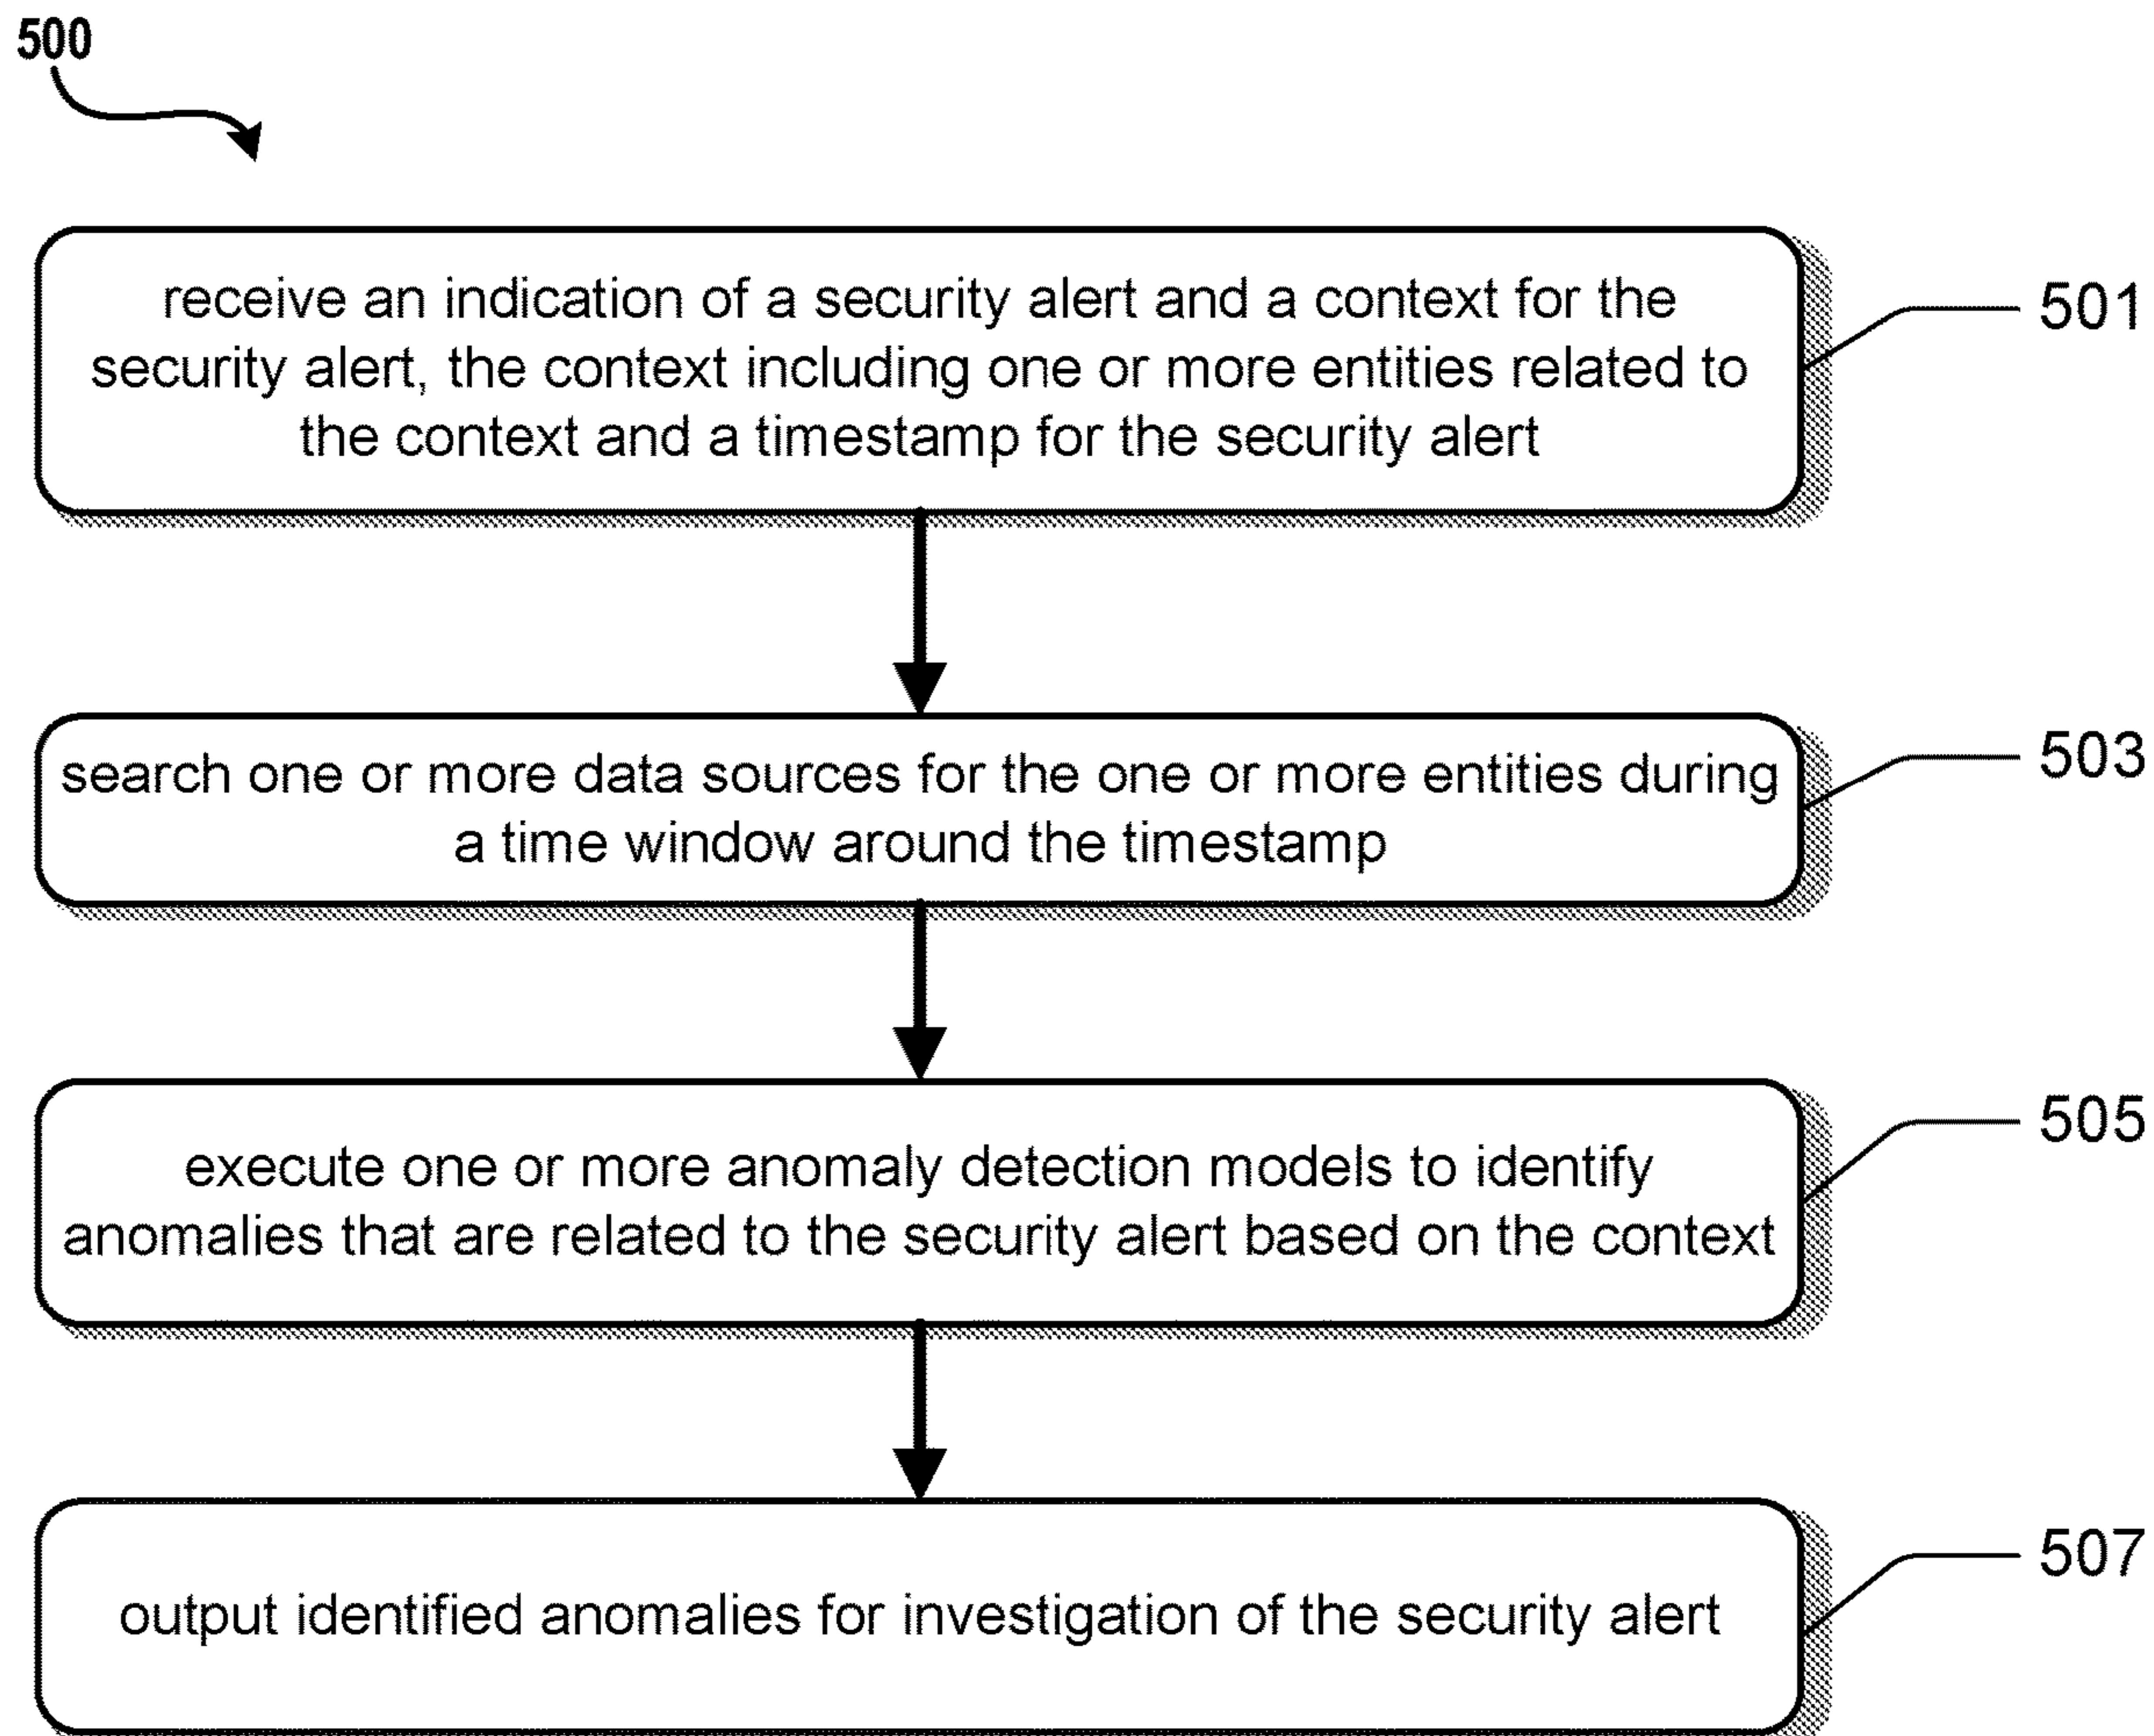 500
receive an indication of a security alert and a context for the
security alert, the context including one or more entities related to
the context and a timestamp for the security alert
501
search one or more data sources for the one or more entities during
a time window around the timestamp
503
execute one or more anomaly detection models to identify
anomalies that are related to the security alert based on the context
505
output identified anomalies for investigation of the security alert
507